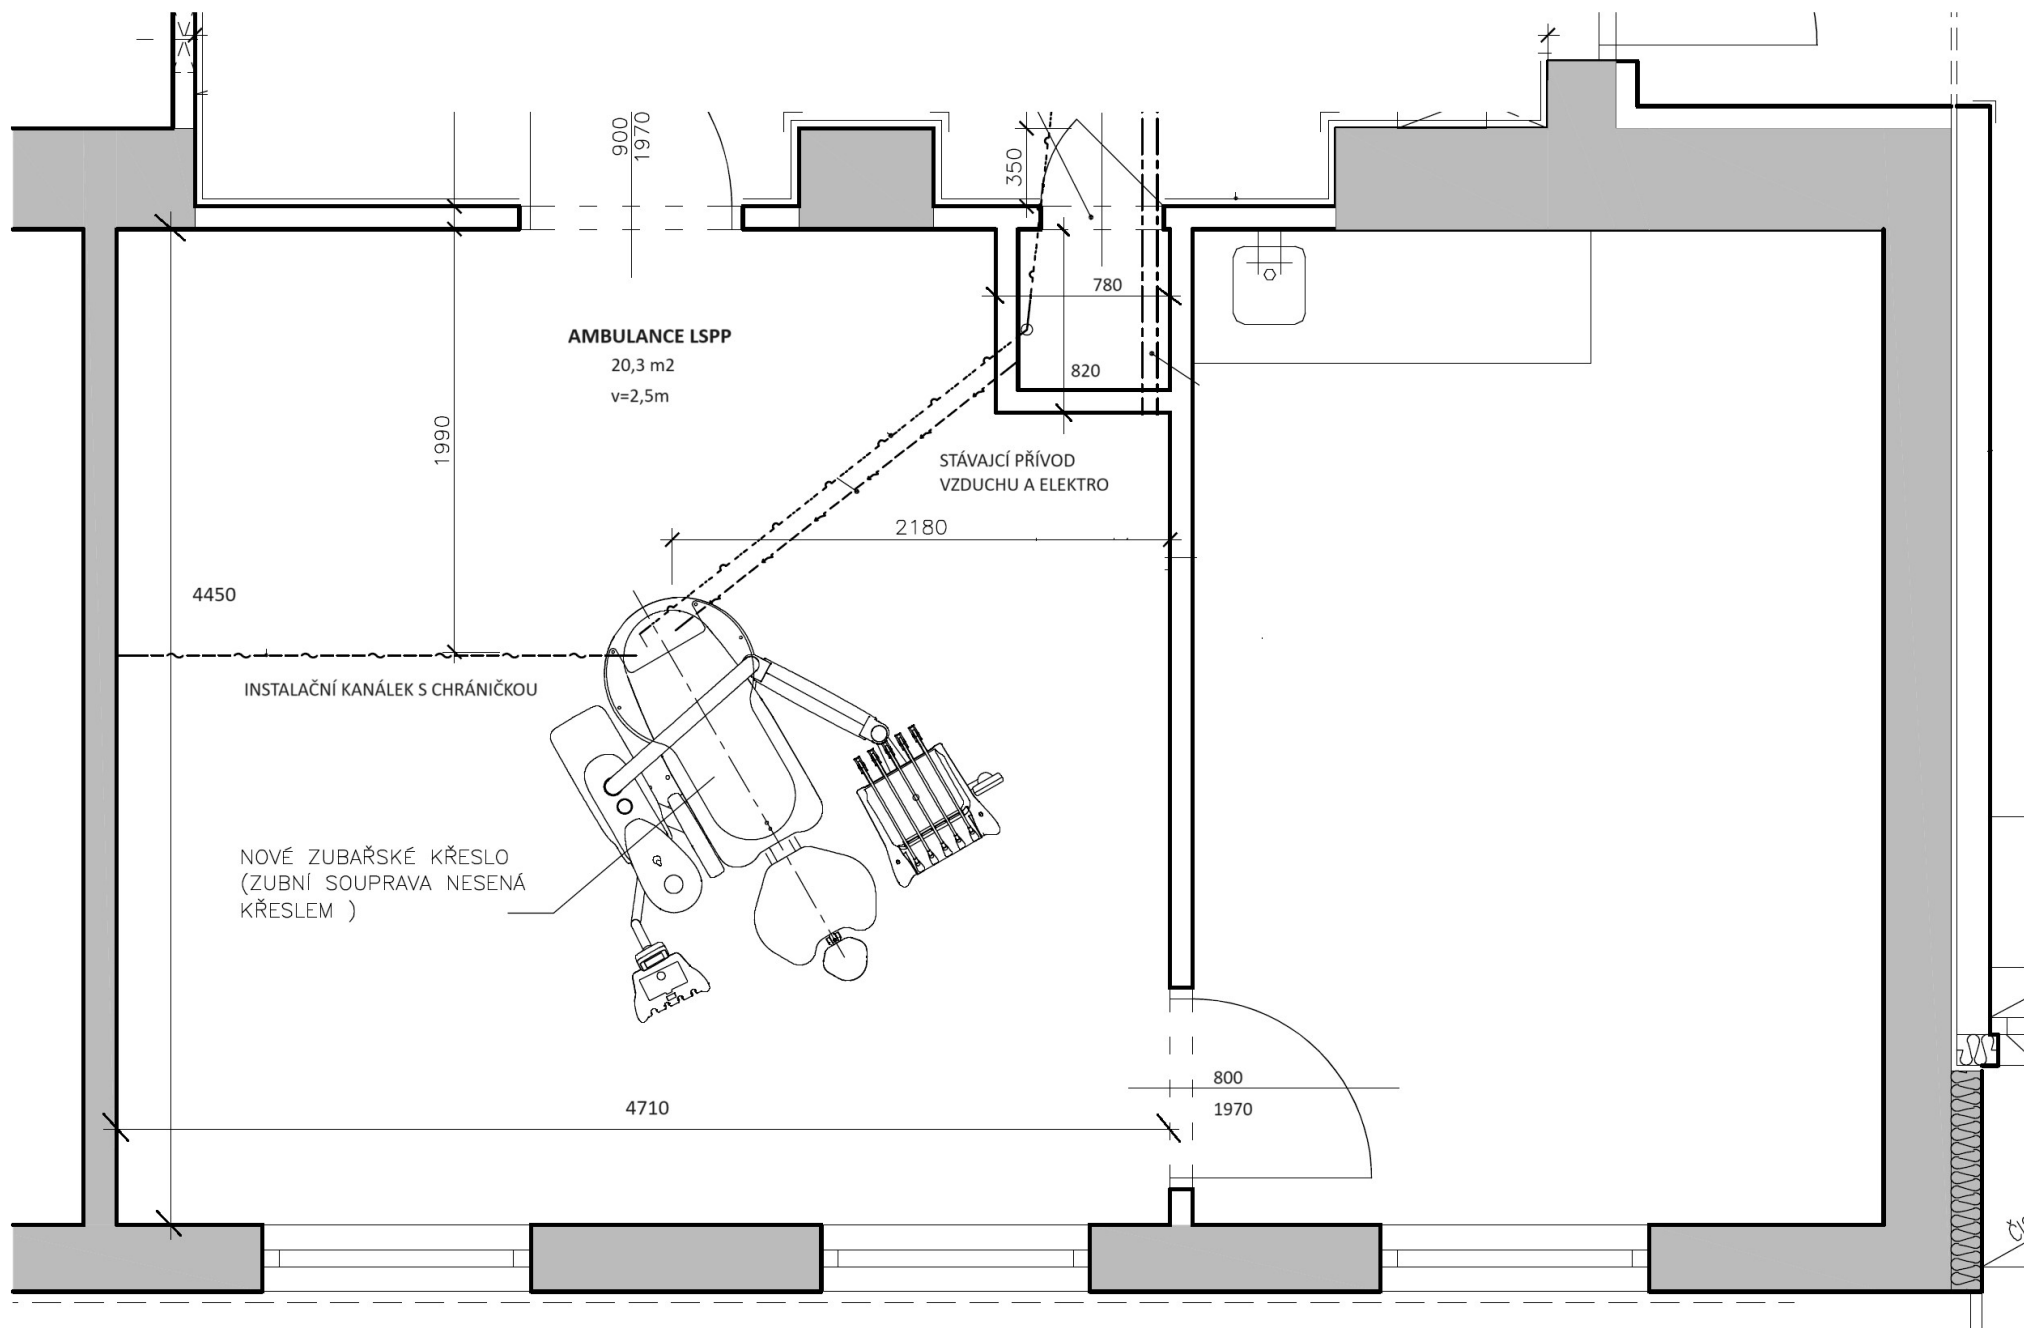 900
1970
350
780
AMBULANCE LSPP
20,3 m2
v=2,5m
820
1990
STÁVAJCÍ PŘÍVOD
VZDUCHU A ELEKTRO
2180
4450
INSTALAČNÍ KANÁLEK S CHRÁNIČKOU
NOVÉ ZUBAŘSKÉ KŘESLO
(ZUBNÍ SOUPRAVA NESENÁ
KŘESLEM )
800
1970
4710